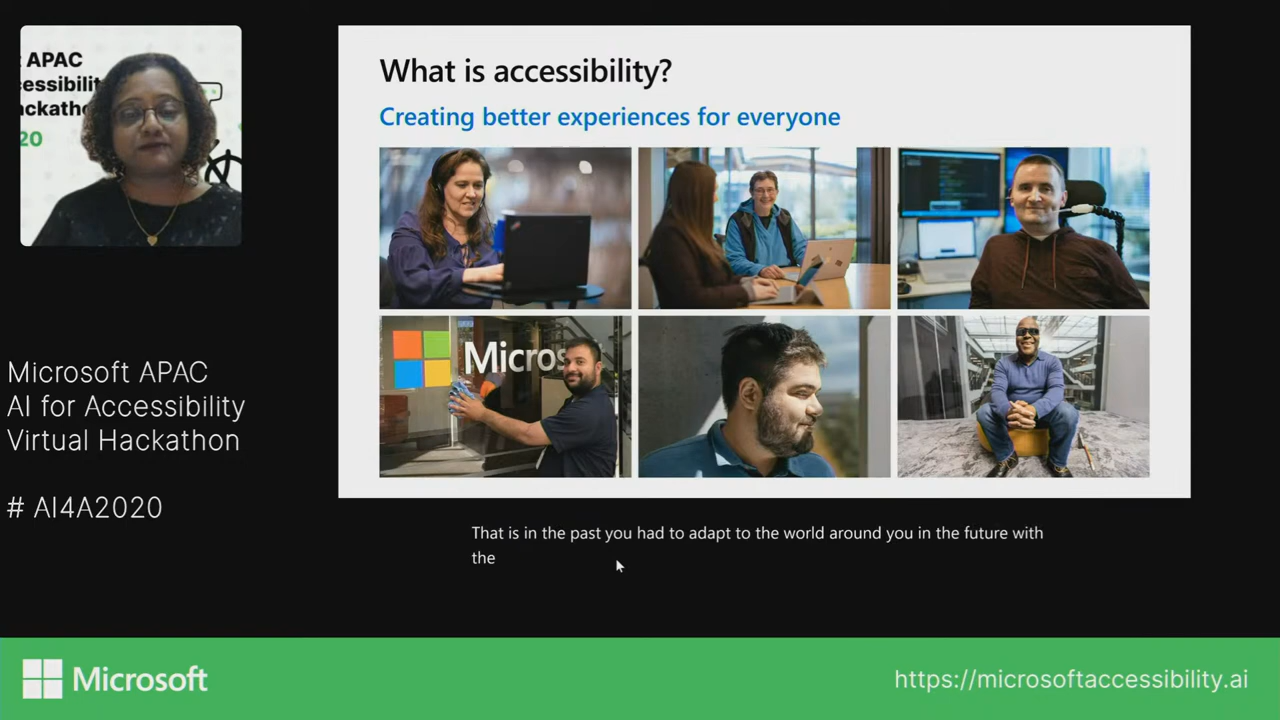 t APAC
cessibilit
ackatho
20
What is accessibility?
Creating better experiences for everyone
Micros
Microsoft APAC
AI for Accessibility
Virtual Hackathon
# AI4A2020
That is in the past you had to adapt to the world around you in the future with
the
Microsoft
https://microsoftaccessibility.ai